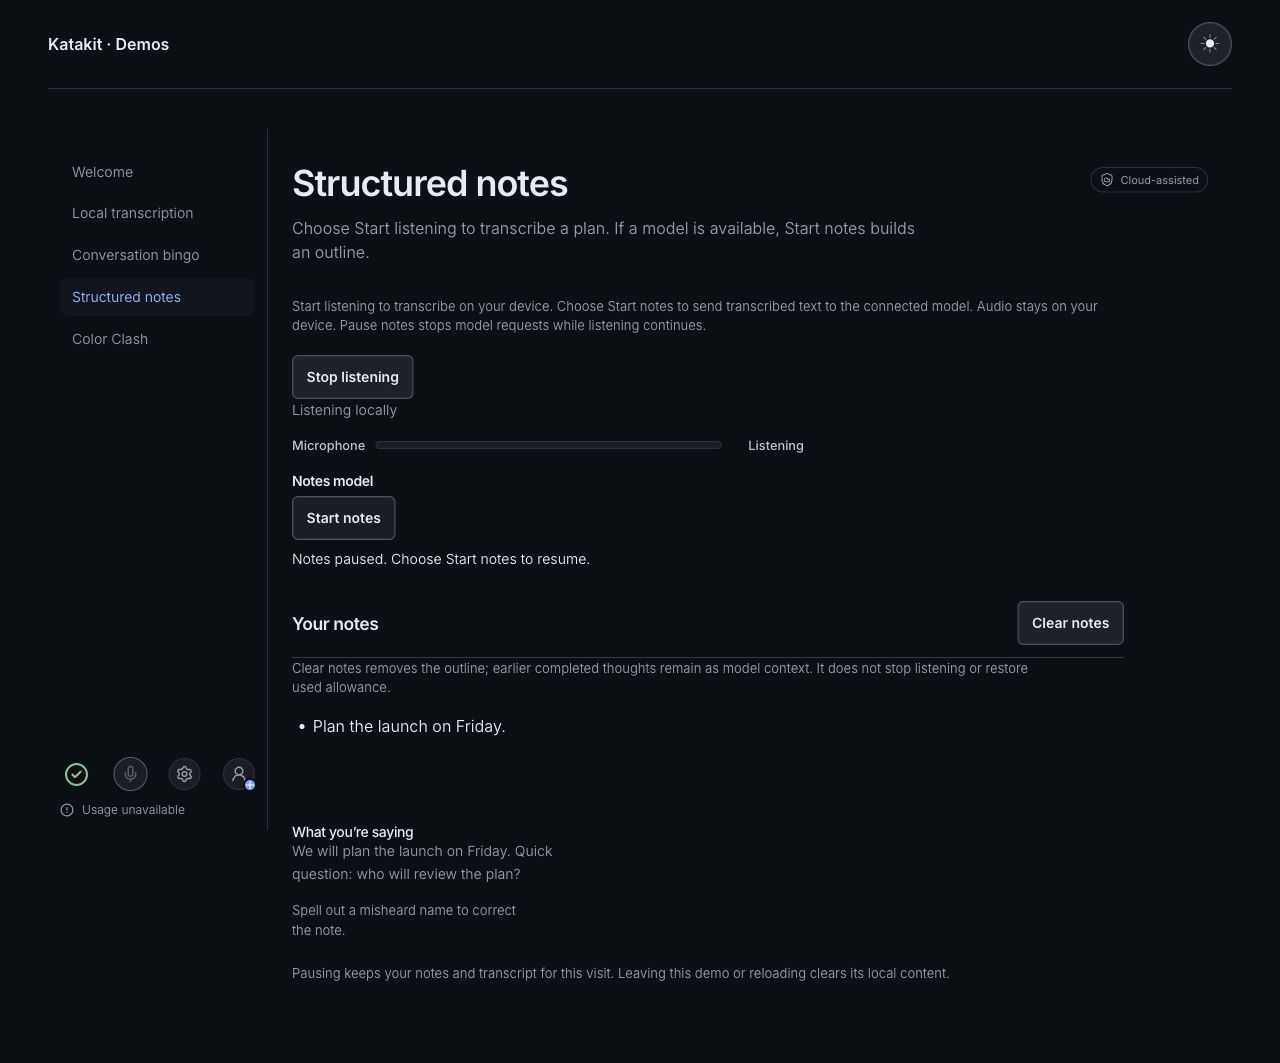 Katakit · Demos
Welcome
Local transcription
Conversation bingo
Structured notes
Color Clash
Usage unavailable
Structured notes
Cloud-assisted
Choose Start listening to transcribe a plan. If a model is available, Start notes builds
an outline.
Start listening to transcribe on your device. Choose Start notes to send transcribed text to the connected model. Audio stays on your
device. Pause notes stops model requests while listening continues.
Stop listening
Listening locally
Microphone
Listening
Notes model
Start notes
Notes paused. Choose Start notes to resume.
Your notes
Clear notes
Clear notes removes the outline; earlier completed thoughts remain as model context. It does not stop listening or restore
used allowance.
• Plan the launch on Friday.
What you’re saying
We will plan the launch on Friday. Quick
question: who will review the plan?
Spell out a misheard name to correct
the note.
Pausing keeps your notes and transcript for this visit. Leaving this demo or reloading clears its local content.